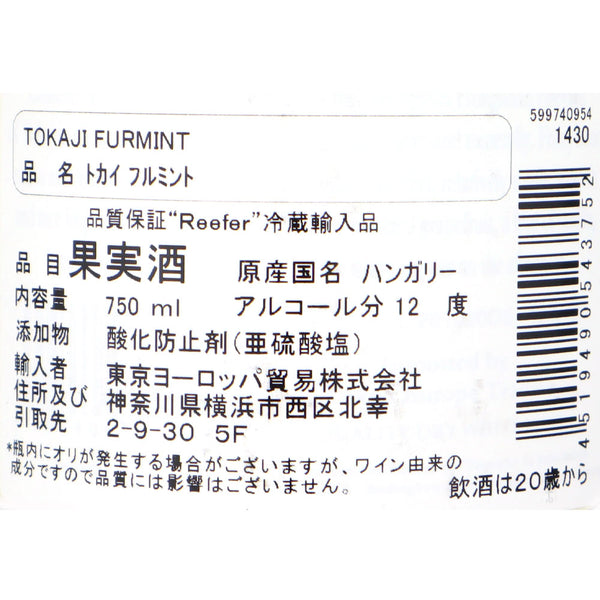 599740954
1430
TOKAJI FURMINT
品 名 トカイ フルミント
品質保証“Reefer”冷蔵輸入品
品 目 果実酒 原産国名 ハンガリー
内容量 750 ml アルコール分 12 度
添加物 酸化防止剤(亜硫酸塩)
輸入者 東京ヨーロッパ貿易株式会社
住所及び 神奈川県横浜市西区北幸
引取先 2-9-30 5F
*瓶内にオリが発生する場合がございますが、ワイン由来の
成分ですので品質には影響はございません。
飲酒は20歳から
4519490543752